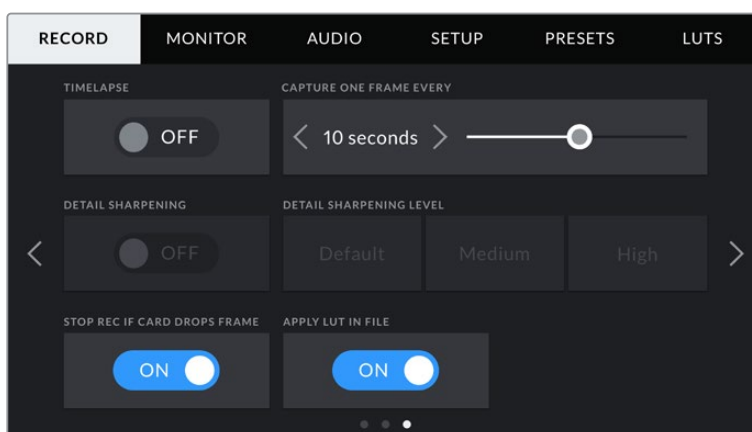 RECORD MONITOR AUDIO SETUP PRESETS LUTS
TIMELAPSE CAPTURE ONE FRAME EVERY
OFF 10 seconds
DETAIL SHARPENING DETAIL SHARPENING LEVEL
OFF Default Medium High
STOP REC IF CARD DROPS FRAME APPLY LUT IN FILE
ON ON